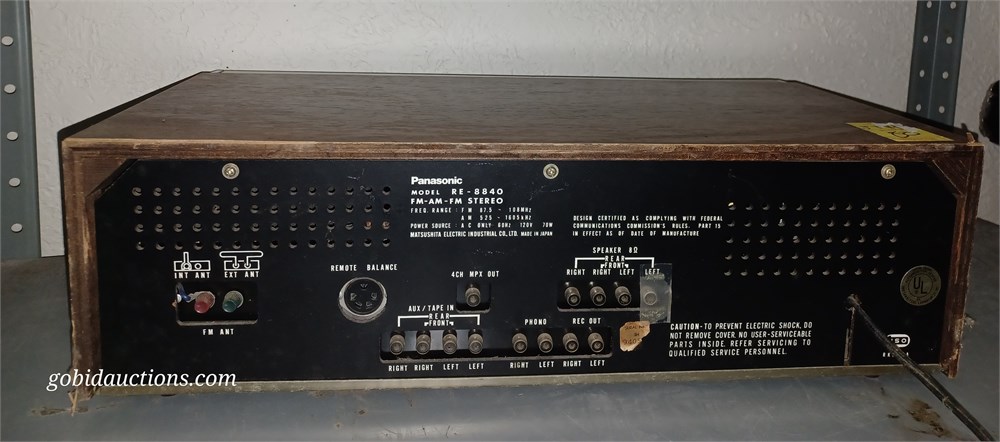 Panasonic
MODEL RE-8840
FM-AM-FM STEREO
FREQ. RANGE : FM 87.5 - 108MHz
AM 525 - 1605kHz
POWER SOURCE : AC ONLY 60Hz 120V 70W
MATSUSHITA ELECTRIC INDUSTRIAL CO., LTD. MADE IN JAPAN
DESIGN CERTIFIED AS COMPLYING WITH FEDERAL
COMMUNICATIONS COMMISSION'S RULES. PART 15
IN EFFECT AS OF DATE OF MANUFACTURE
INT ANT EXT ANT
FM ANT
REMOTE BALANCE
4CH MPX OUT
SPEAKER 8Ω
REAR
FRONT
RIGHT RIGHT LEFT LEFT
AUX/TAPE IN
REAR
FRONT
RIGHT RIGHT LEFT LEFT
PHONO REC OUT
RIGHT LEFT RIGHT LEFT
CAUTION-TO PREVENT ELECTRIC SHOCK, DO
NOT REMOVE COVER. NO USER-SERVICEABLE
PARTS INSIDE. REFER SERVICING TO
QUALIFIED SERVICE PERSONNEL.
UL
gobidauctions.com